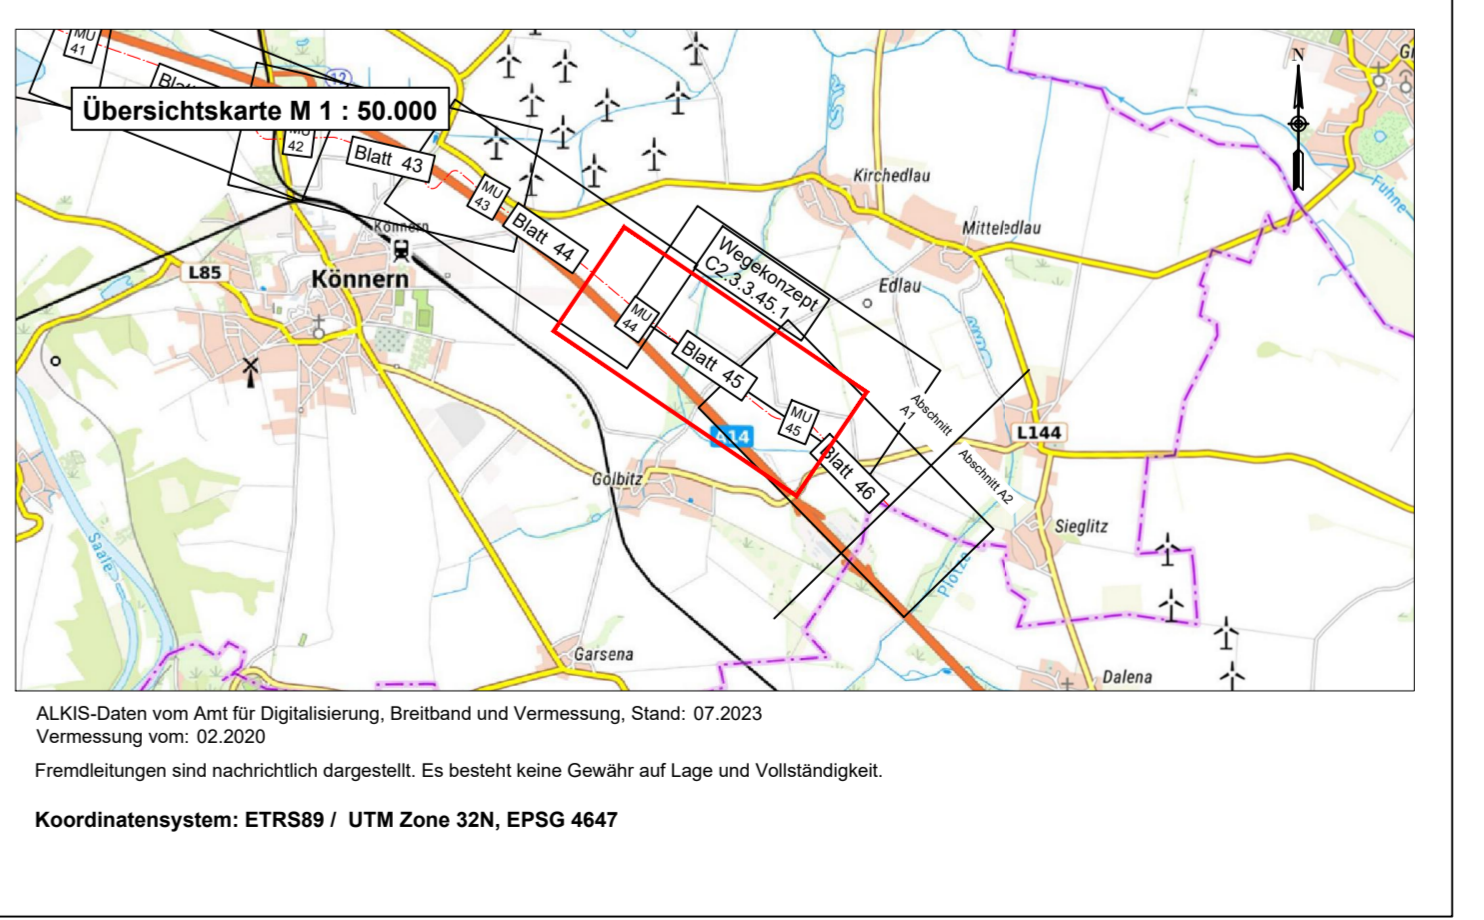 MU
41
Übersichtskarte M 1 : 50.000
12
42
Blatt 43
MU
43
Blatt 44
N
Kirchedlau
Mitteledlau
Fuhne
Könnern
L85
Könnern
Wegekonzept
C2.3.3.45.1
Edlau
MU
44
Blatt 45
MU
45
Abschnitt
A1
A14
L144
Blatt 46
Abschnitt A2
Golbitz
Sieglitz
Saale
Plötze
Garsena
Dalena
ALKIS-Daten vom Amt für Digitalisierung, Breitband und Vermessung, Stand: 07.2023
Vermessung vom: 02.2020
Fremdleitungen sind nachrichtlich dargestellt. Es besteht keine Gewähr auf Lage und Vollständigkeit.
Koordinatensystem: ETRS89 / UTM Zone 32N, EPSG 4647